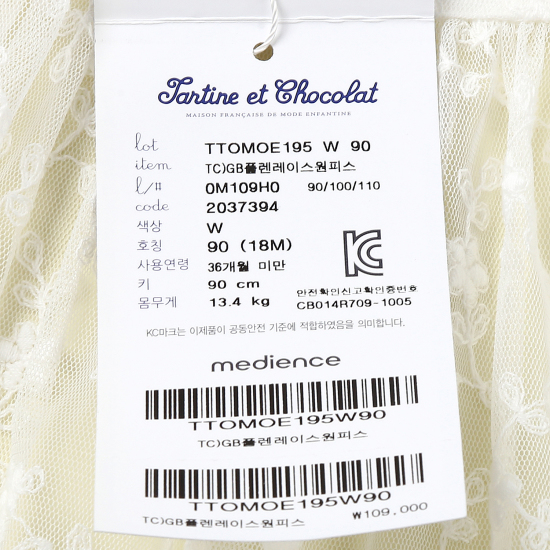 Tartine et Chocolat
MAISON FRANÇAISE DE MODE ENFANTINE
lot TTOMOE195 W 90
item TC)GB플렌레이스원피스
l/# 0M109H0 90/100/110
code 2037394
색상 W
호칭 90 (18M)
사용연령 36개월 미만
키 90 cm
몸무게 13.4 kg
안전확인신고확인증번호
CB014R709-1005
KC마크는 이제품이 공동안전 기준에 적합하였음을 의미합니다.
medience
TTOMOE195W90
TC)GB플렌레이스원피스
TTOMOE195W90
TC)GB플렌레이스원피스 ₩109,000